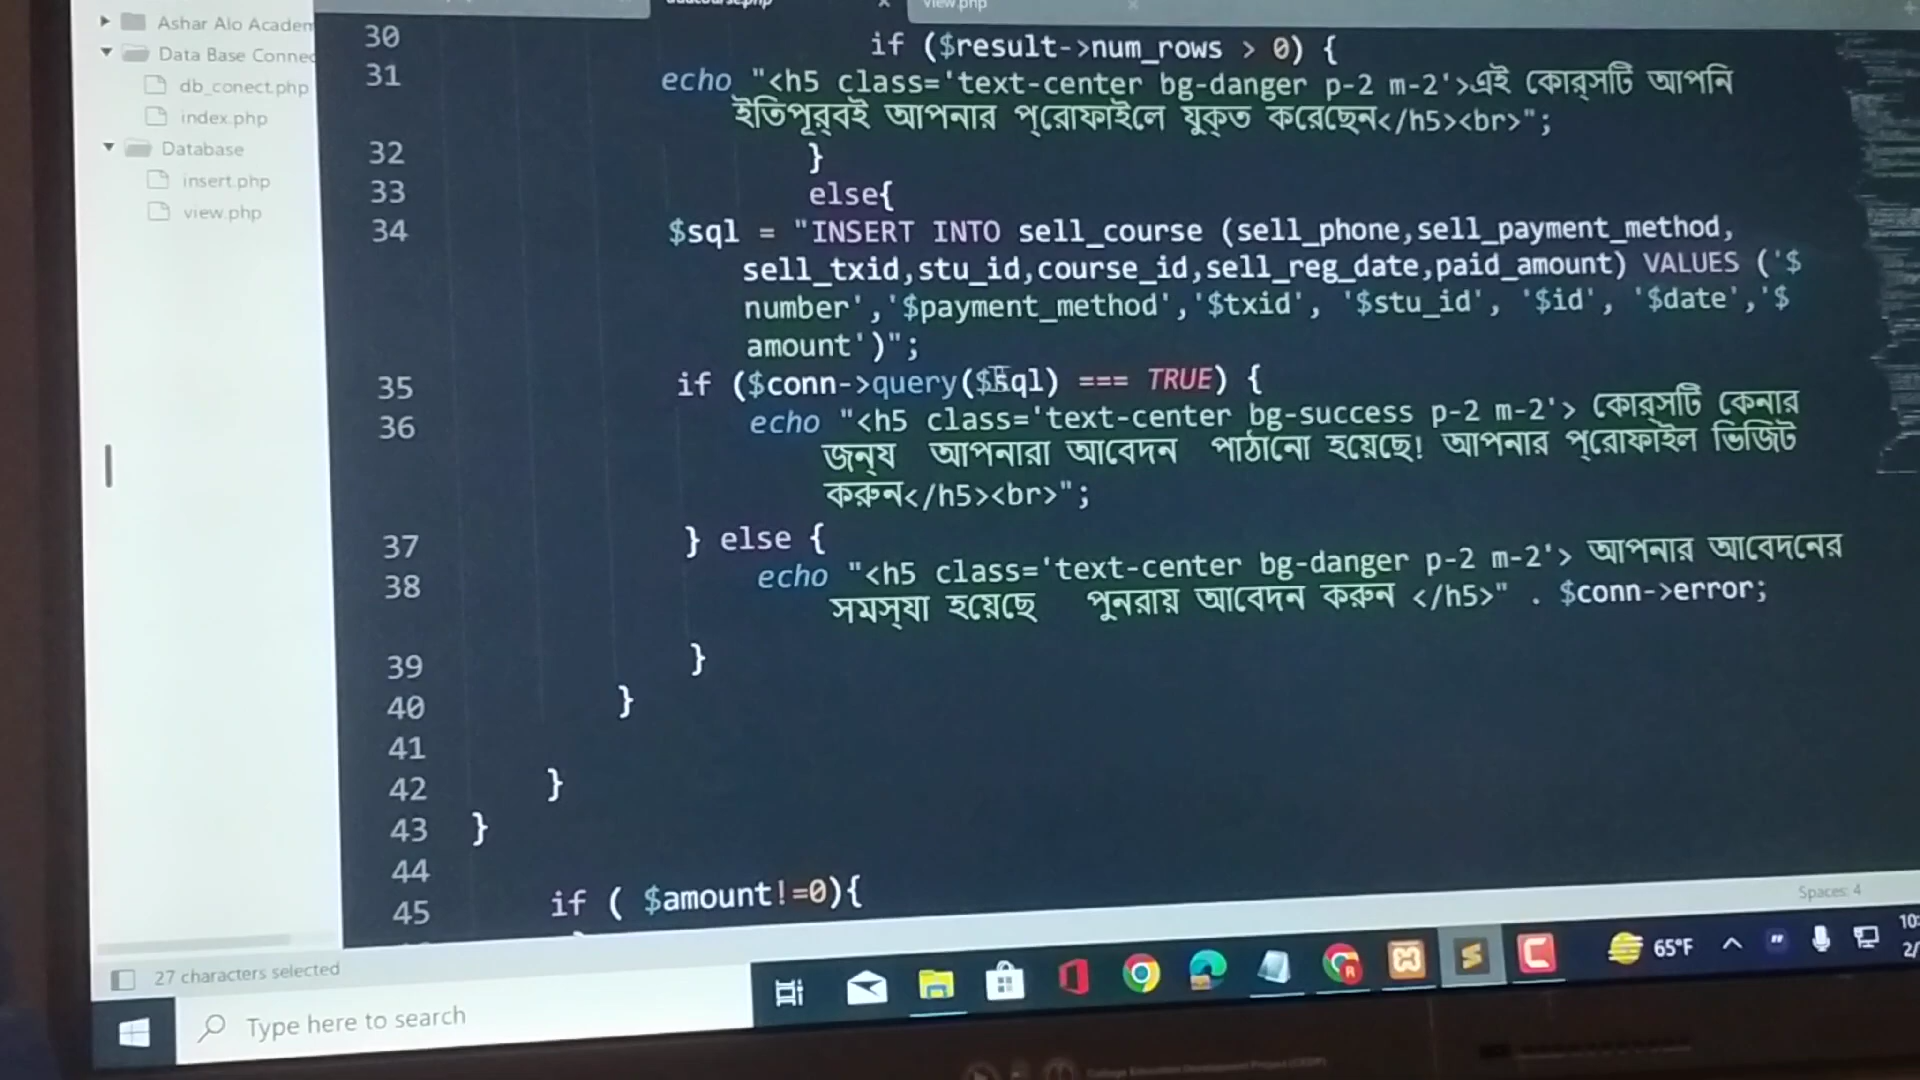 view.php
Ashar Alo Academ
Data Base Connec
db_conect.php
index.php
Database
insert.php
view.php
30 if ($result->num_rows > 0) {
31 echo "<h5 class='text-center bg-danger p-2 m-2'>এই কোর্সটি আপনি
ইতিপূর্বই আপনার প্রোফাইলে যুক্ত করেছেন</h5><br>";
32 }
33 else{
34 $sql = "INSERT INTO sell_course (sell_phone,sell_payment_method,
sell_txid,stu_id,course_id,sell_reg_date,paid_amount) VALUES ('$
number','$payment_method','$txid', '$stu_id', '$id', '$date','$
amount')";
35 if ($conn->query($sql) === TRUE) {
36 echo "<h5 class='text-center bg-success p-2 m-2'> কোর্সটি কেনার
জন্য আপনারা আবেদন পাঠানো হয়েছে! আপনার প্রোফাইল ভিজিট
করুন</h5><br>";
37 } else {
38 echo "<h5 class='text-center bg-danger p-2 m-2'> আপনার আবেদনের
সমস্যা হয়েছে পুনরায় আবেদন করুন </h5>" . $conn->error;
39 }
40 }
41
42 }
43 }
44
45 if ( $amount!=0){
Spaces: 4
27 characters selected
Type here to search
65°F